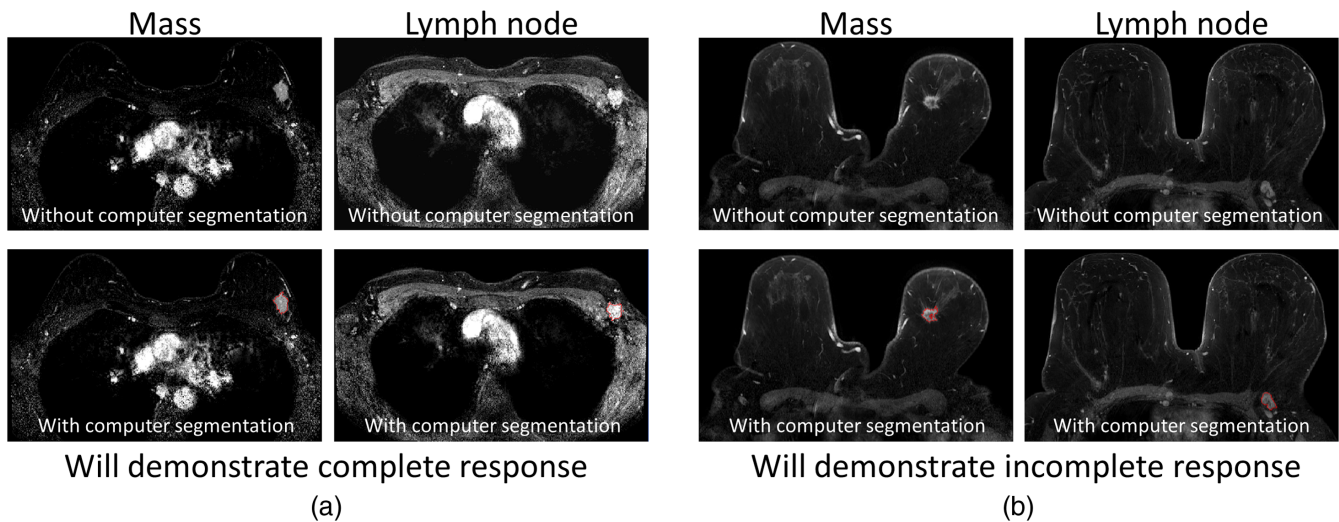 Mass
Lymph node
Without computer segmentation
Without computer segmentation
With computer segmentation
With computer segmentation
Will demonstrate complete response
(a)
Mass
Lymph node
Without computer segmentation
Without computer segmentation
With computer segmentation
With computer segmentation
Will demonstrate incomplete response
(b)